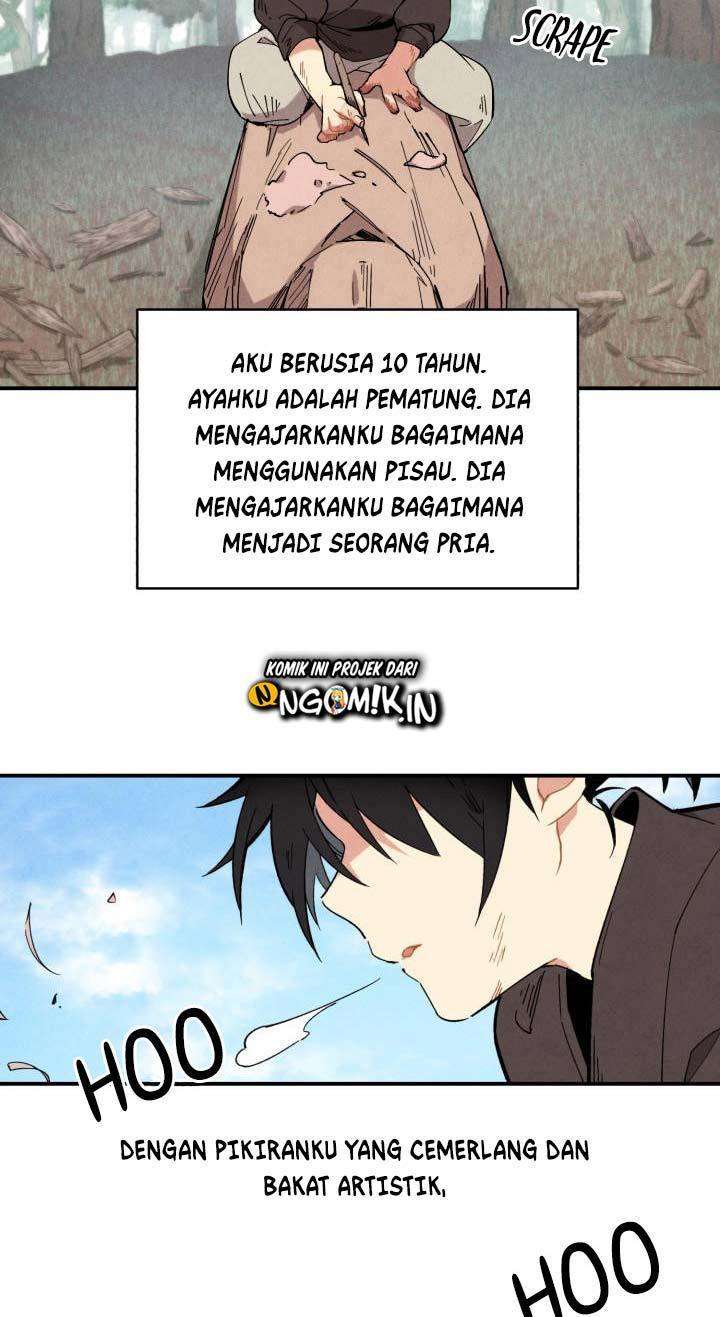 SCRAPE
AKU BERUSIA 10 TAHUN.
AYAHKU ADALAH PEMATUNG. DIA
MENGAJARKANKU BAGAIMANA
MENGGUNAKAN PISAU. DIA
MENGAJARKANKU BAGAIMANA
MENJADI SEORANG PRIA.
KOMIK INI PROJEK DARI
N NGOM!K.IN
HOO
DENGAN PIKIRANKU YANG CEMERLANG DAN
BAKAT ARTISTIK,
HOO